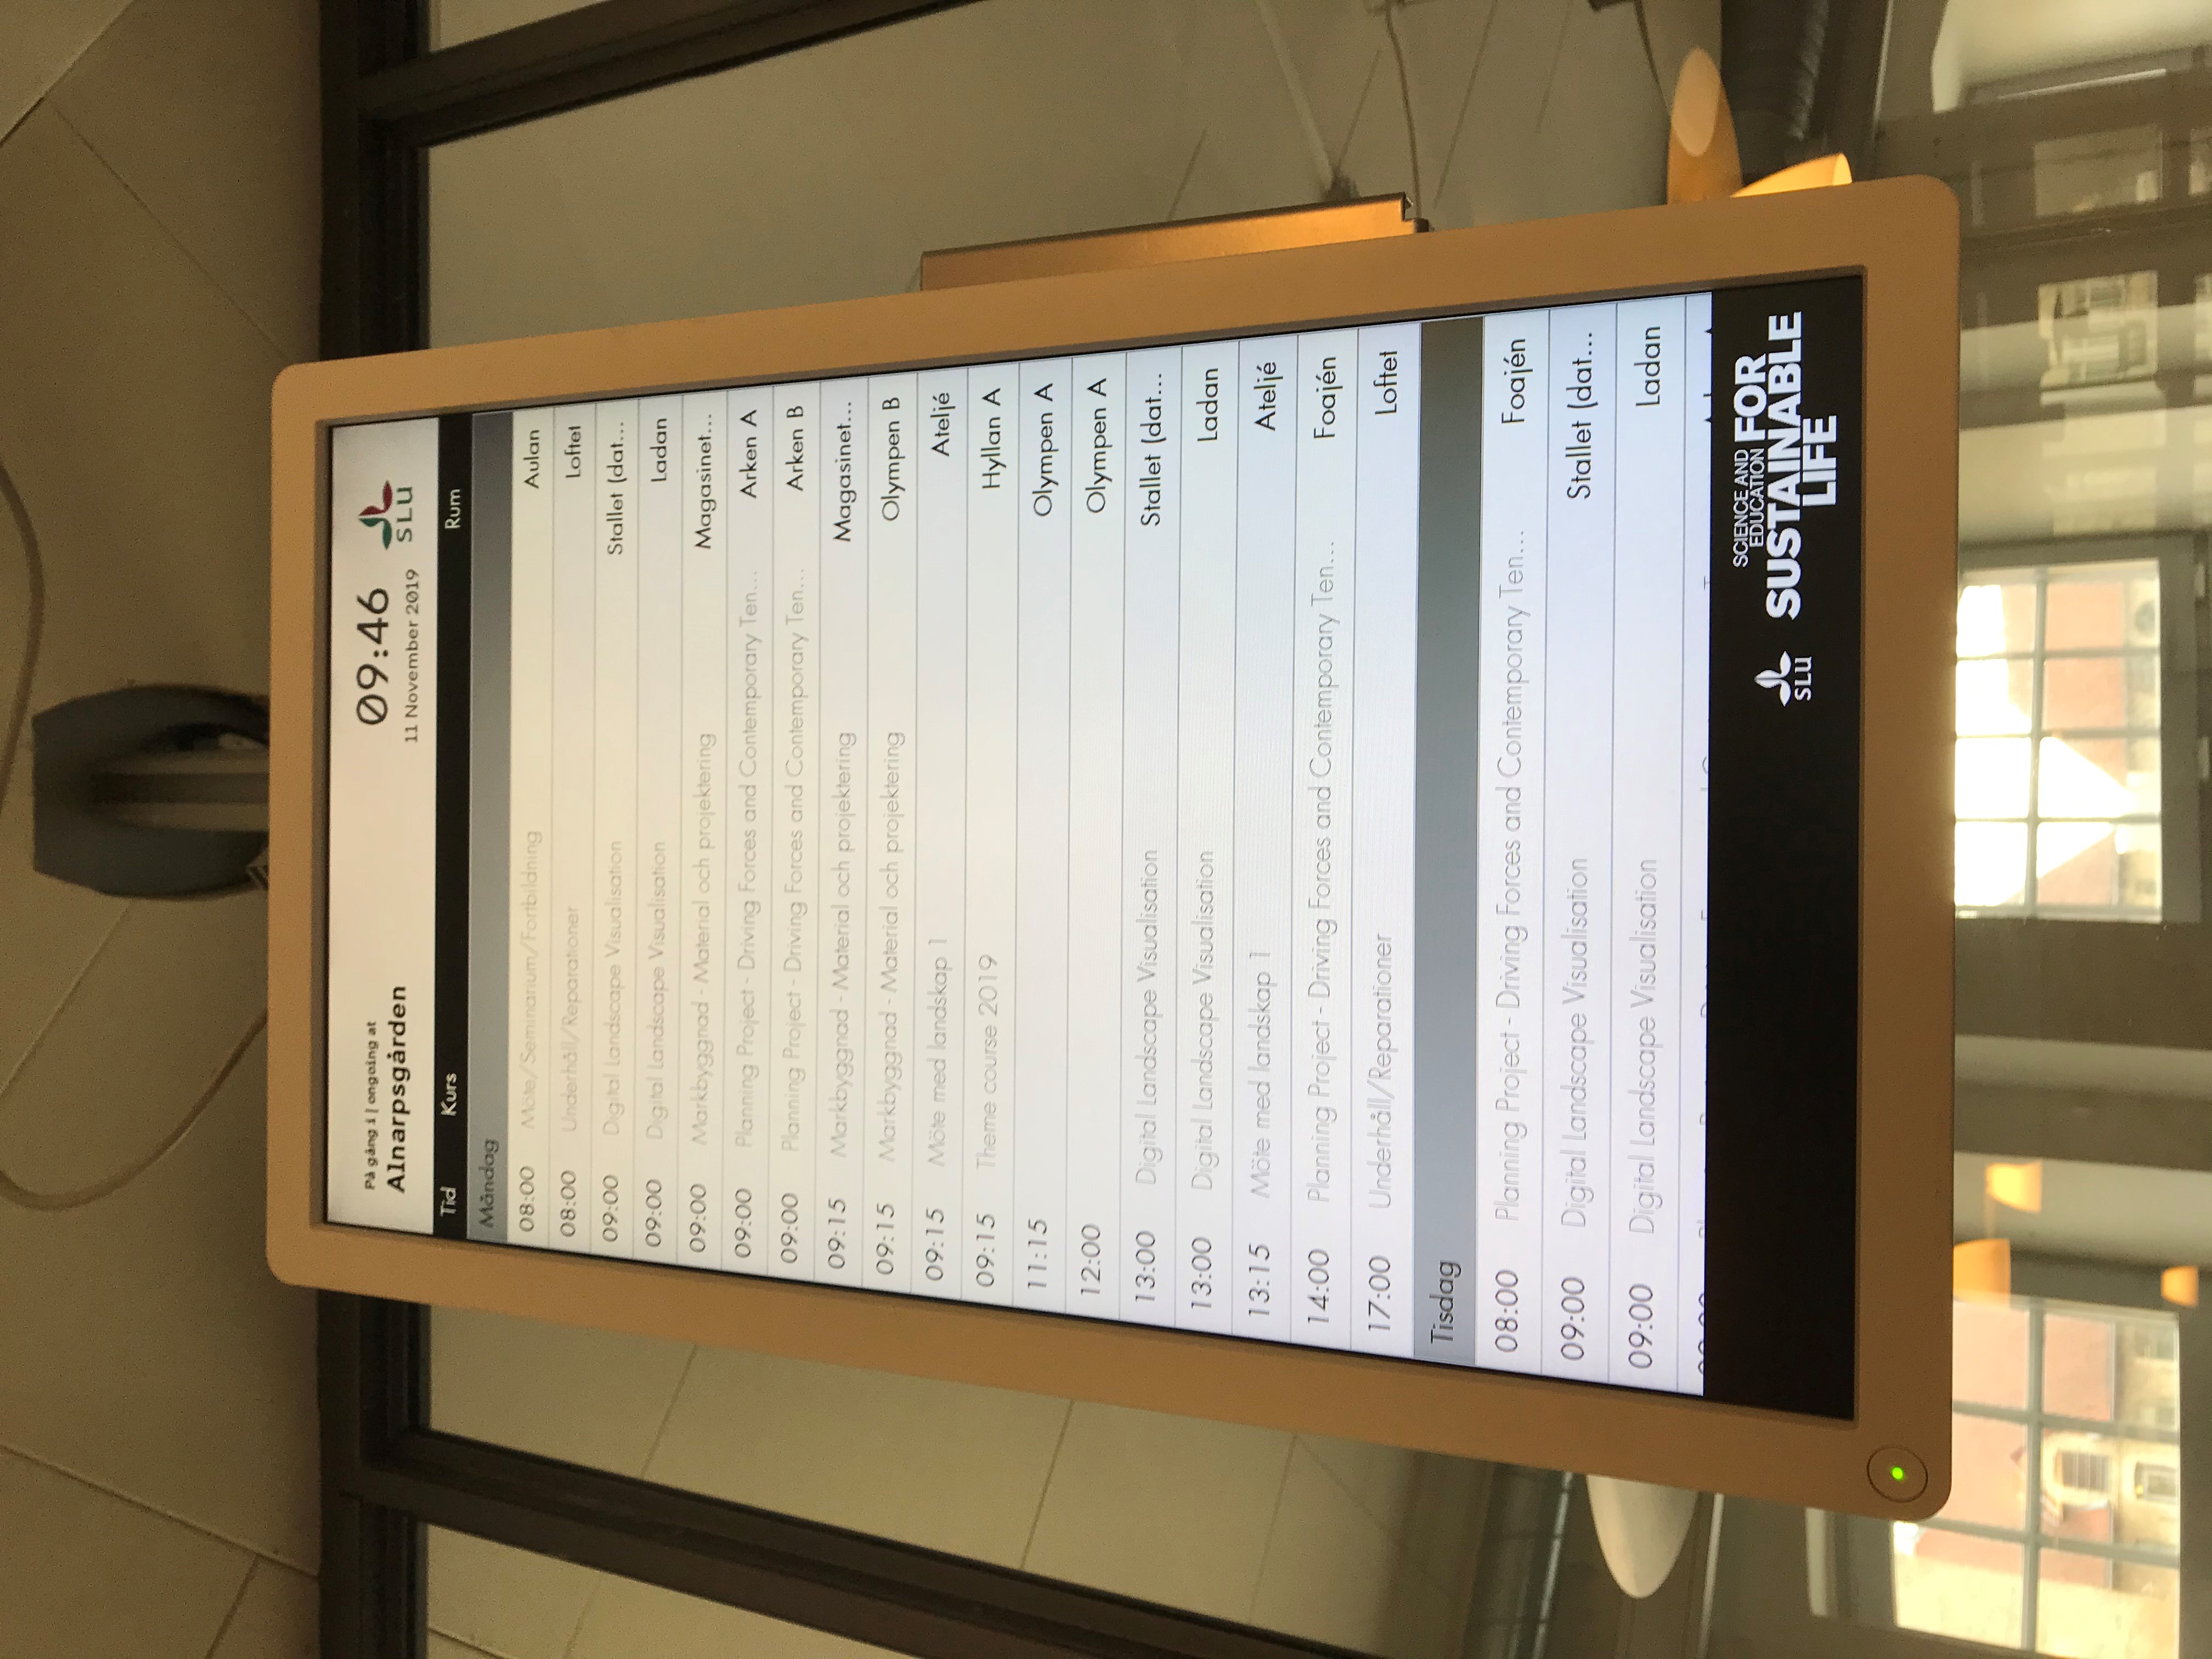 På gång i | ongoing at
Alnarpsgården
09:46
11 November 2019
SLU
Tid Kurs Rum
Måndag
08:00 Möte/Seminarium/Fortbildning Aulan
08:00 Underhåll/Reparationer Loftet
09:00 Digital Landscape Visualisation Stallet (dat...
09:00 Digital Landscape Visualisation Ladan
09:00 Markbyggnad - Material och projektering Magasinet...
09:00 Planning Project - Driving Forces and Contemporary Ten... Arken A
09:00 Planning Project - Driving Forces and Contemporary Ten... Arken B
09:15 Markbyggnad - Material och projektering Magasinet...
09:15 Markbyggnad - Material och projektering Olympen B
09:15 Möte med landskap 1 Ateljé
09:15 Theme course 2019 Hyllan A
11:15 Olympen A
12:00 Olympen A
13:00 Digital Landscape Visualisation Stallet (dat...
13:00 Digital Landscape Visualisation Ladan
13:15 Möte med landskap 1 Ateljé
14:00 Planning Project - Driving Forces and Contemporary Ten... Foajén
17:00 Underhåll/Reparationer Loftet
Tisdag
08:00 Planning Project - Driving Forces and Contemporary Ten... Foajén
09:00 Digital Landscape Visualisation Stallet (dat...
09:00 Digital Landscape Visualisation Ladan
SLU
SCIENCE AND
EDUCATION FOR
SUSTAINABLE
LIFE